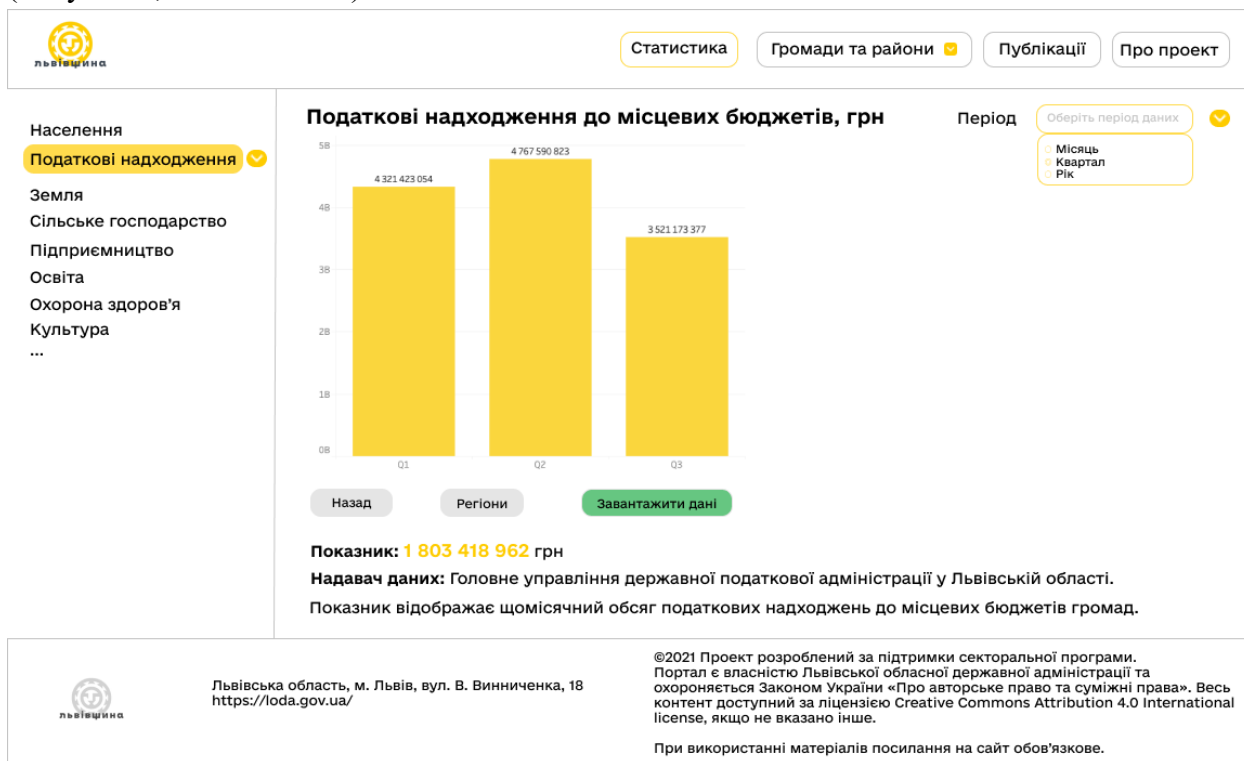 львівщина
Статистика
Громади та райони
Публікації
Про проект
Населення
Податкові надходження
Земля
Сільське господарство
Підприємництво
Освіта
Охорона здоров'я
Культура
...
Податкові надходження до місцевих бюджетів, грн
Період
Оберіть період даних
Місяць
Квартал
Рік
5B
4B
3B
2B
1B
0B
4 321 423 054
4 767 590 823
3 521 173 377
Q1
Q2
Q3
Назад
Регіони
Завантажити дані
Показник: 1 803 418 962 грн
Надавач даних: Головне управління державної податкової адміністрації у Львівській області.
Показник відображає щомісячний обсяг податкових надходжень до місцевих бюджетів громад.
львівщина
Львівська область, м. Львів, вул. В. Винниченка, 18
https://loda.gov.ua/
©2021 Проект розроблений за підтримки секторальної програми.
Портал є власністю Львівської обласної державної адміністрації та
охороняється Законом України «Про авторське право та суміжні права». Весь
контент доступний за ліцензією Creative Commons Attribution 4.0 International
license, якщо не вказано інше.
При використанні матеріалів посилання на сайт обов'язкове.